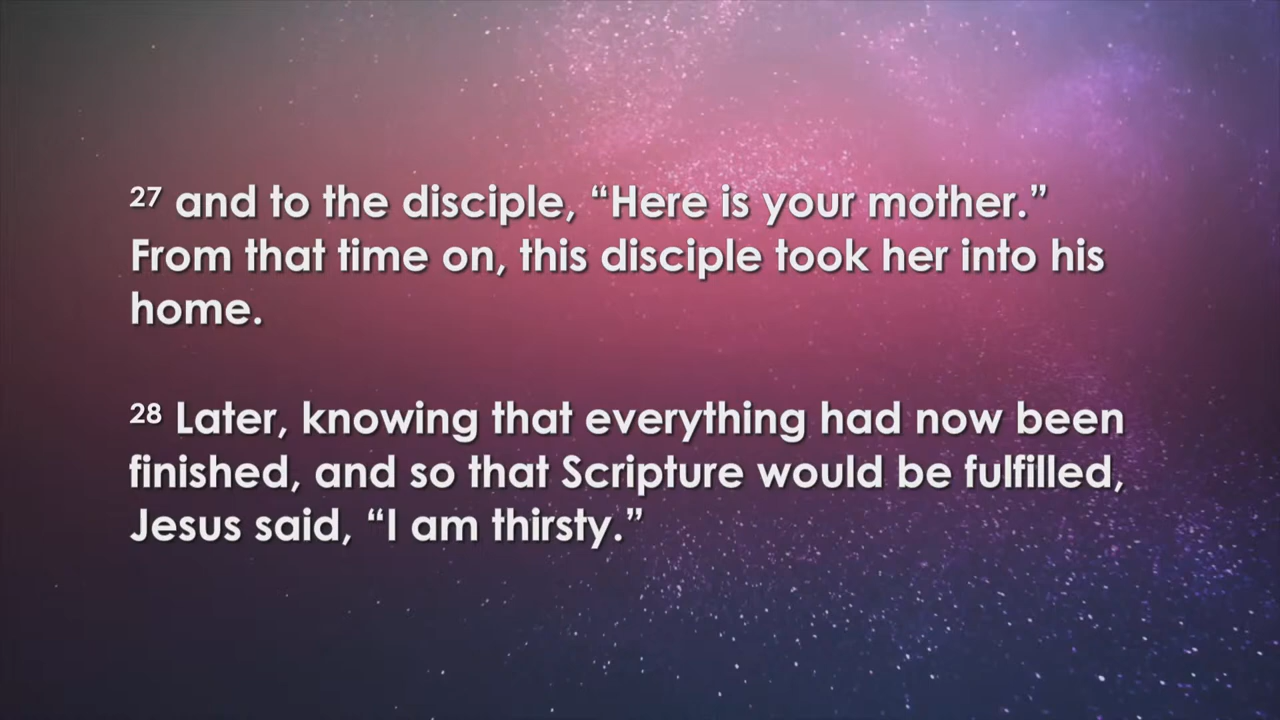 27 and to the disciple, “Here is your mother.”
From that time on, this disciple took her into his
home.
28 Later, knowing that everything had now been
finished, and so that Scripture would be fulfilled,
Jesus said, “I am thirsty.”